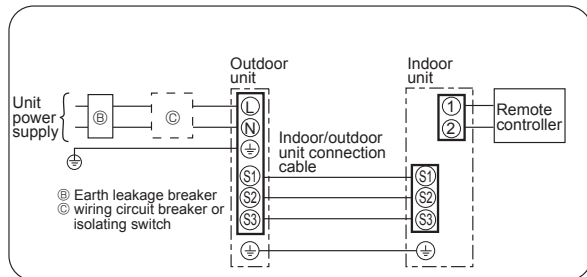 Outdoor
unit
Indoor
unit
Unit
power
supply
Ⓑ
Ⓒ
L
N
S1
S2
S3
Indoor/outdoor
unit connection
cable
S1
S2
S3
1
2
Remote
controller
Ⓑ Earth leakage breaker
Ⓒ wiring circuit breaker or
isolating switch